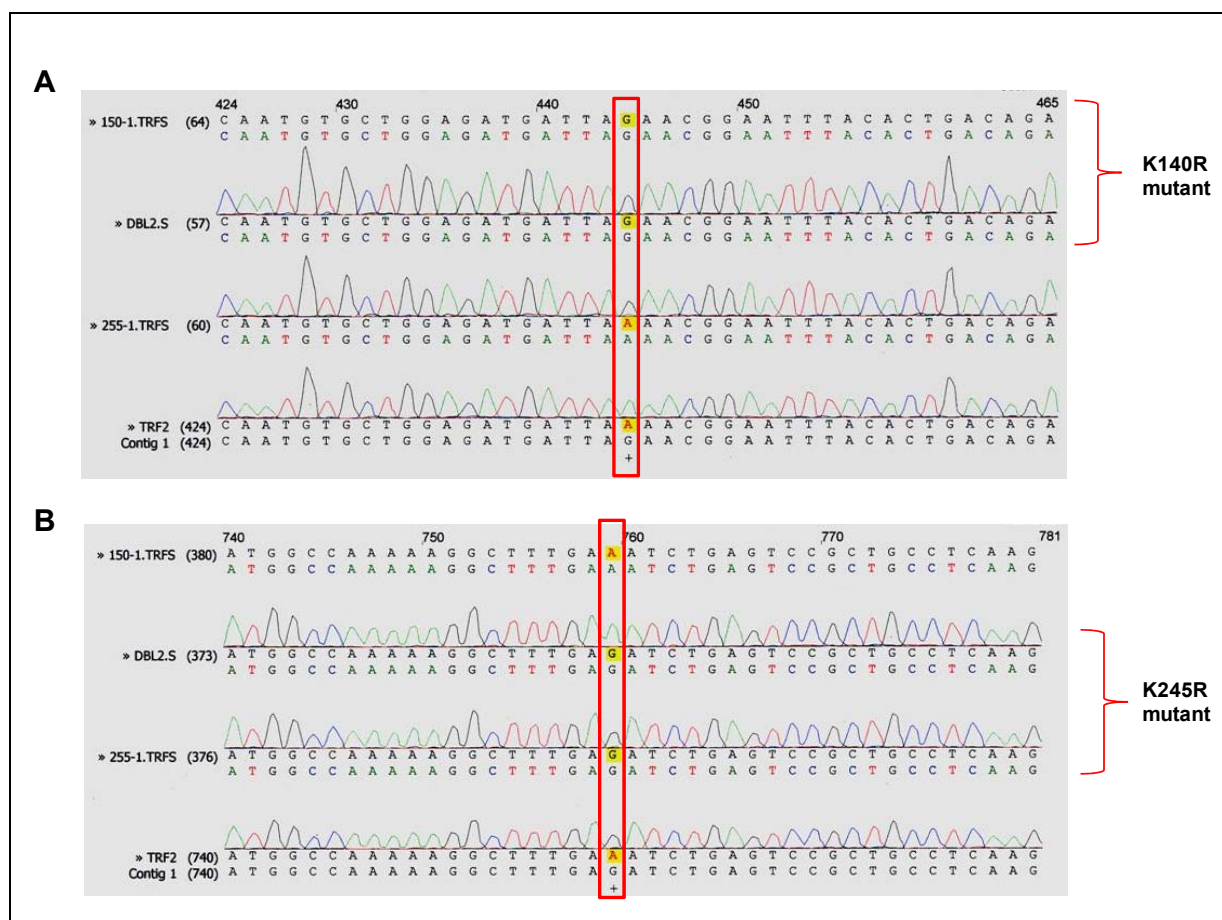 A
424 430 440 450 465
» 150-1.TRFS (64) C A A T G T G C T G G A G A T G A T T A G A A C G G A A T T T A C A C T G A C A G A
C A A T G T G C T G G A G A T G A T T A G A A C G G A A T T T A C A C T G A C A G A
» DBL2.S (57) C A A T G T G C T G G A G A T G A T T A G A A C G G A A T T T A C A C T G A C A G A
C A A T G T G C T G G A G A T G A T T A G A A C G G A A T T T A C A C T G A C A G A
» 255-1.TRFS (60) C A A T G T G C T G G A G A T G A T T A A A A C G G A A T T T A C A C T G A C A G A
C A A T G T G C T G G A G A T G A T T A A A A C G G A A T T T A C A C T G A C A G A
» TRF2 (424) C A A T G T G C T G G A G A T G A T T A A A A C G G A A T T T A C A C T G A C A G A
Contig 1 (424) C A A T G T G C T G G A G A T G A T T A G A A C G G A A T T T A C A C T G A C A G A
+
K140R
mutant
B
740 750 760 770 781
» 150-1.TRFS (380) A T G G C C A A A A A G G C T T T G A A A T C T G A G T C C G C T G C C T C A A G
A T G G C C A A A A A G G C T T T G A A A T C T G A G T C C G C T G C C T C A A G
» DBL2.S (373) A T G G C C A A A A A G G C T T T G A G A T C T G A G T C C G C T G C C T C A A G
A T G G C C A A A A A G G C T T T G A G A T C T G A G T C C G C T G C C T C A A G
» 255-1.TRFS (376) A T G G C C A A A A A G G C T T T G A G A T C T G A G T C C G C T G C C T C A A G
A T G G C C A A A A A G G C T T T G A G A T C T G A G T C C G C T G C C T C A A G
» TRF2 (740) A T G G C C A A A A A G G C T T T G A A A T C T G A G T C C G C T G C C T C A A G
Contig 1 (740) A T G G C C A A A A A G G C T T T G A G A T C T G A G T C C G C T G C C T C A A G
+
K245R
mutant